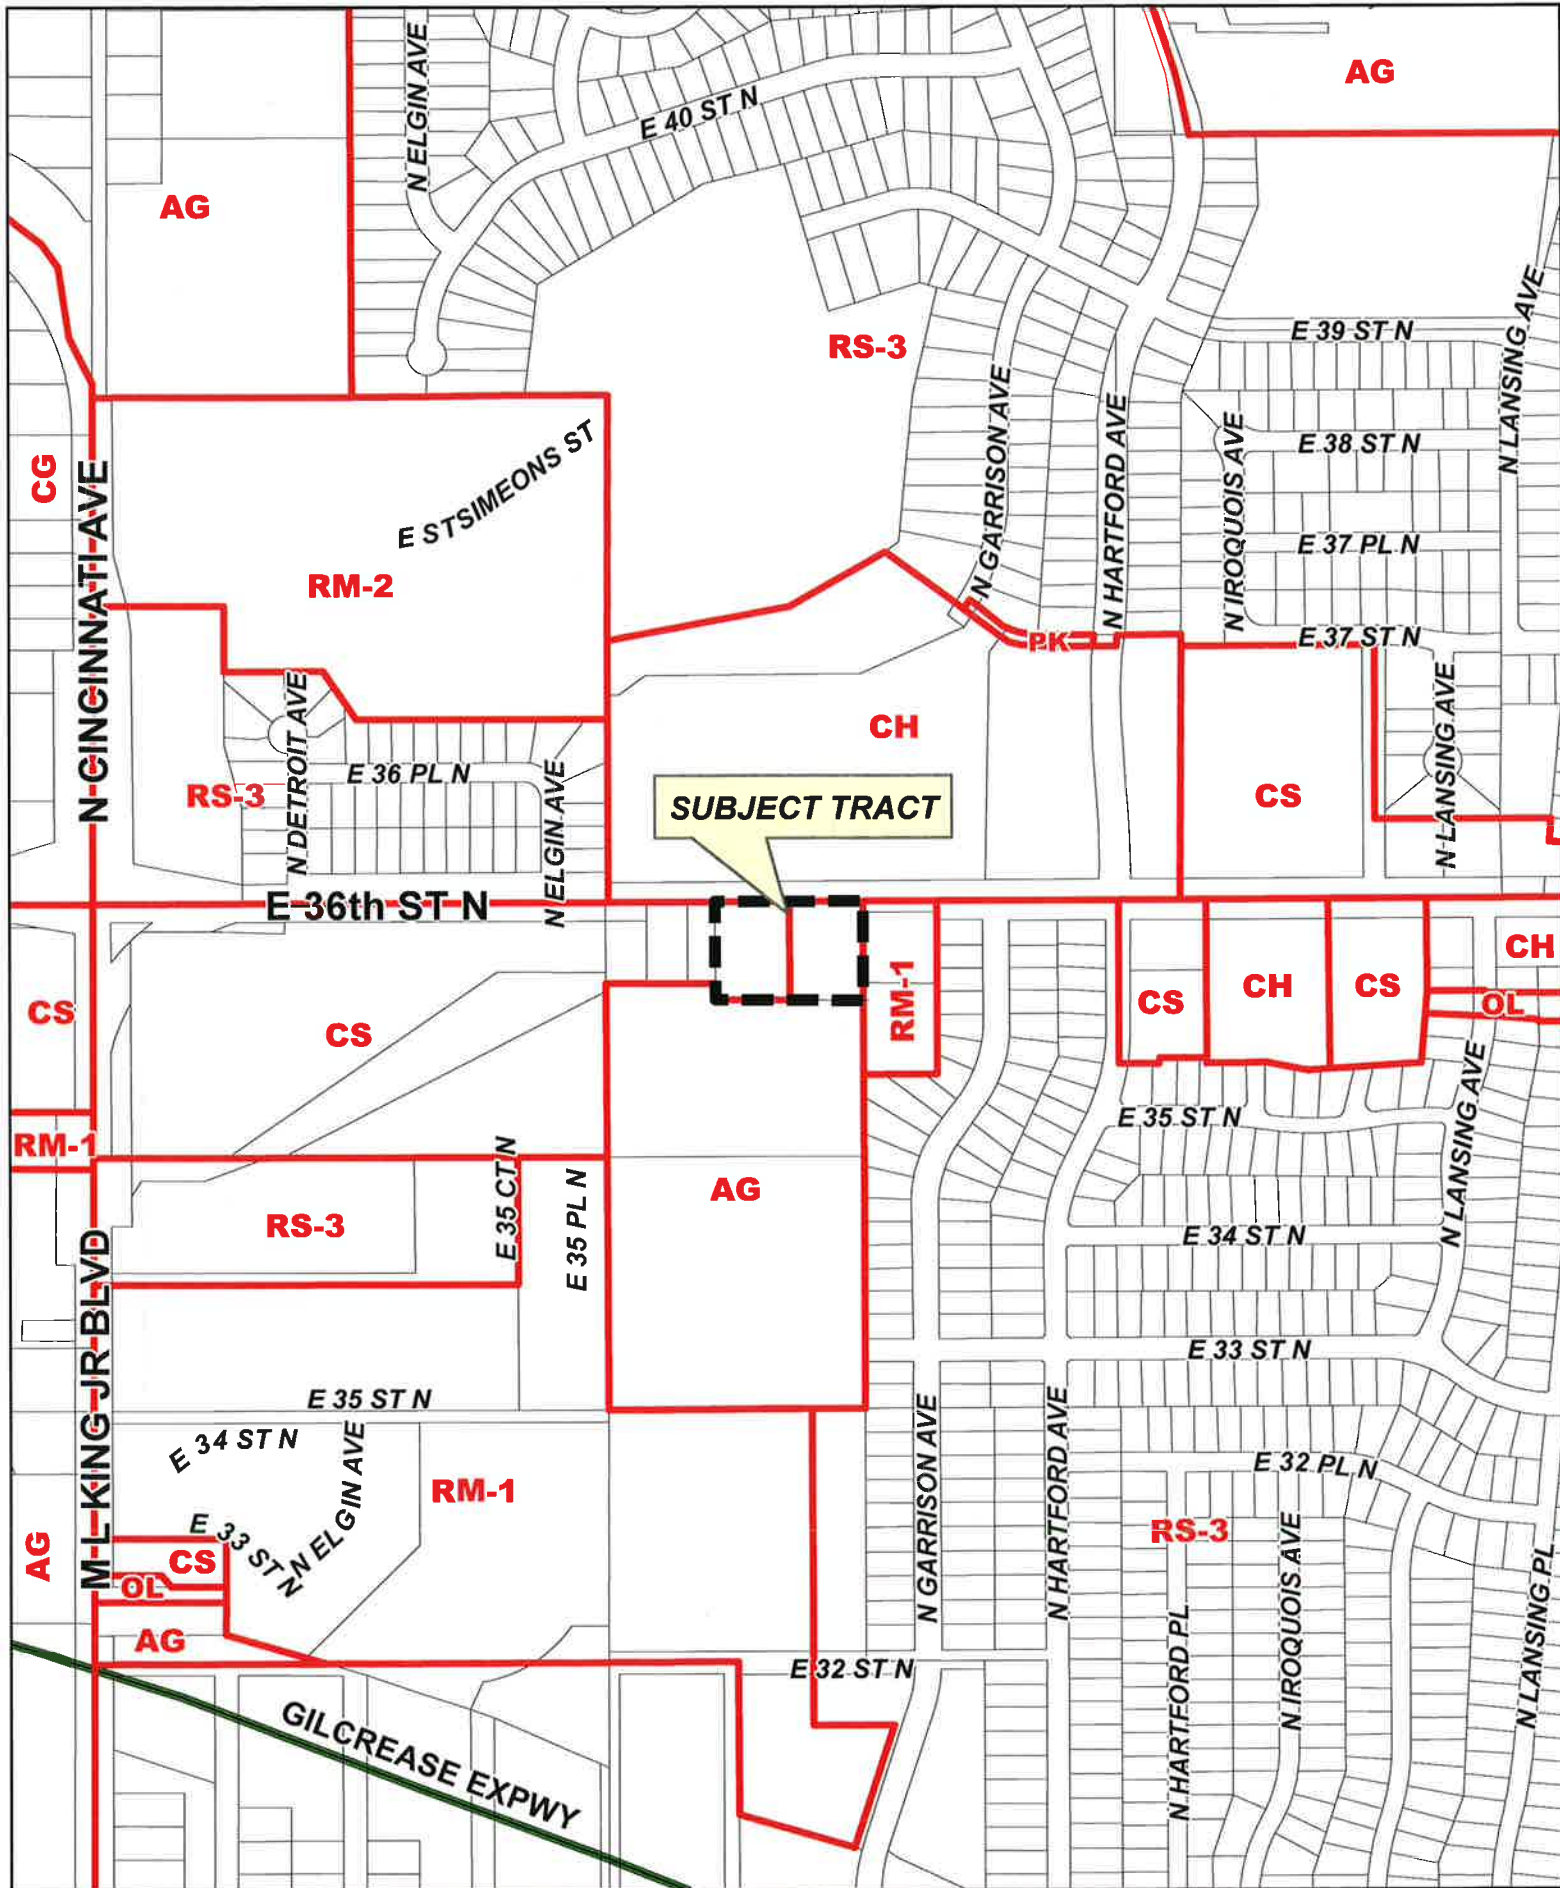 AG
N ELGIN AVE
E 40 ST N
AG
RS-3
E 39 ST N
N LANSING AVE
N GARRISON AVE
N HARTFORD AVE
N IROQUOIS AVE
E 38 ST N
E 37 PL N
E 37 ST N
CG
N CINCINNATI AVE
E STSIMEONS ST
RM-2
PK
CH
CS
N LANSING AVE
RS-3
N DETROIT AVE
E 36 PL N
N ELGIN AVE
SUBJECT TRACT
E 36th ST N
CS
CS
RM-1
CS
CH
CS
CH
OL
RM-1
E 35 ST N
N LANSING AVE
RS-3
E 35 CT N
E 35 PL N
AG
E 34 ST N
E 33 ST N
M L KING JR BLVD
E 35 ST N
E 34 ST N
N ELGIN AVE
RM-1
N GARRISON AVE
N HARTFORD AVE
E 32 PL N
RS-3
AG
E 33 ST N
CS
OL
AG
N HARTFORD PL
N IROQUOIS AVE
N LANSING PL
E 32 ST N
GILCREASE EXPWY